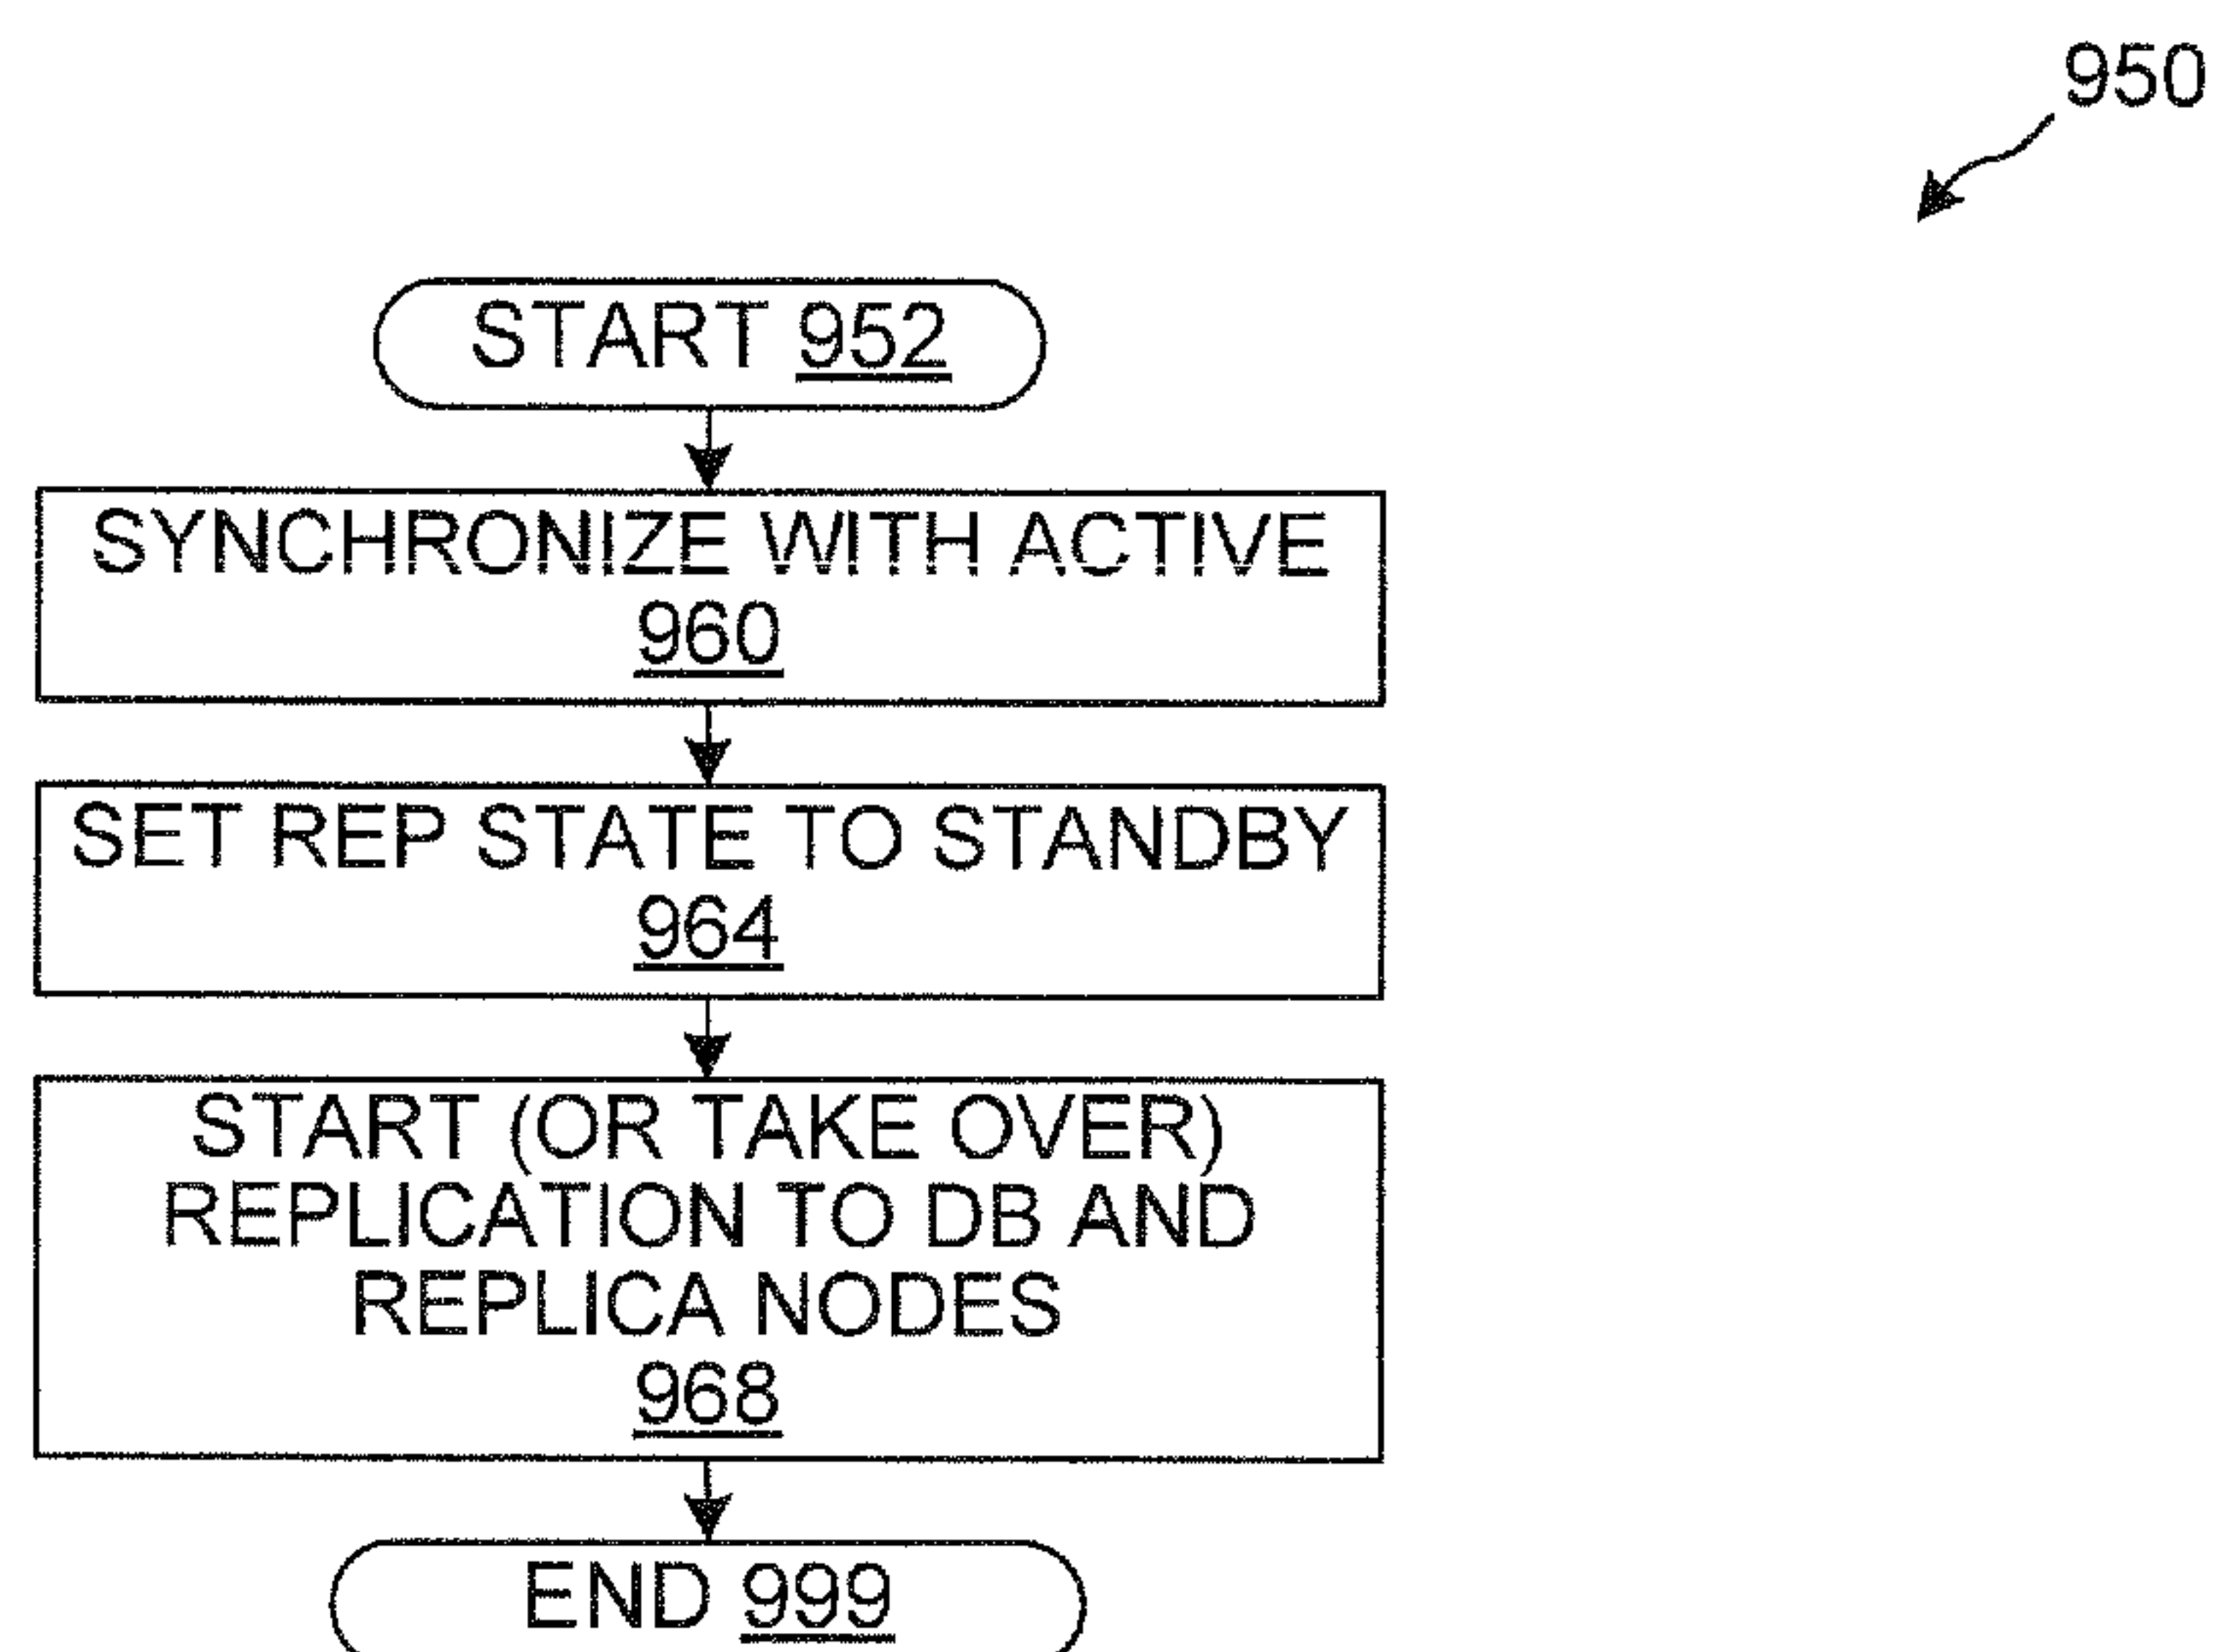 950
START 952
SYNCHRONIZE WITH ACTIVE
960
SET REP STATE TO STANDBY
964
START (OR TAKE OVER)
REPLICATION TO DB AND
REPLICA NODES
968
END 999